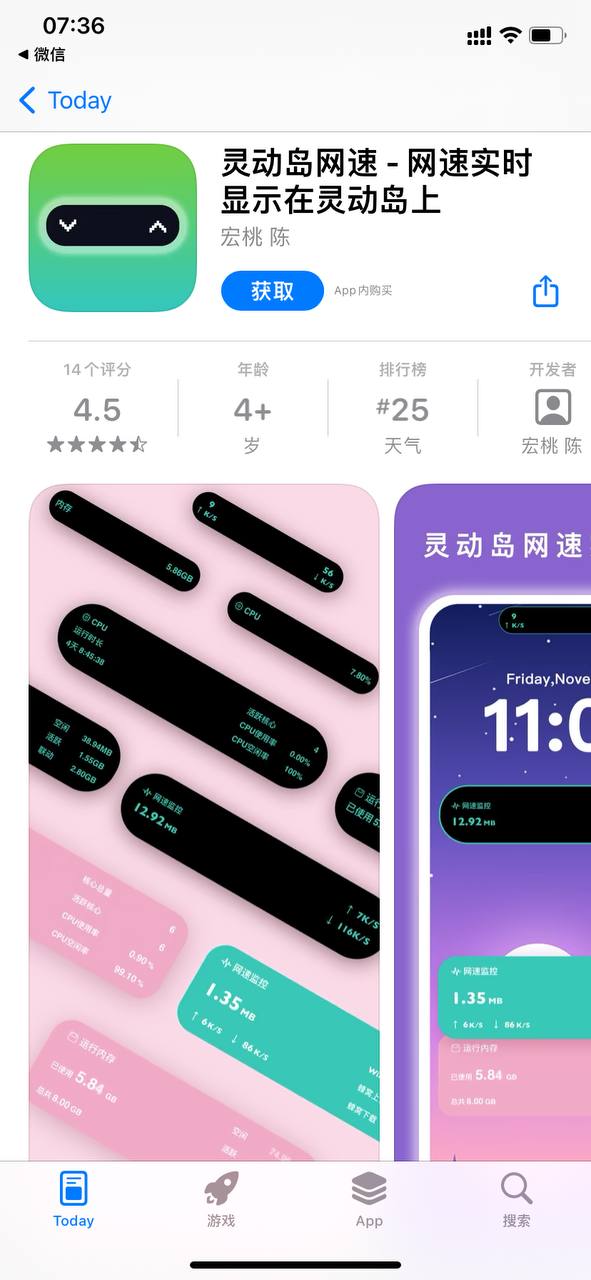 07:36
◀ 微信
Today
灵动岛网速 - 网速实时
显示在灵动岛上
宏桃 陈
获取
App内购买
14个评分
4.5
年龄
4+
岁
排行榜
#25
天气
开发者
宏桃 陈
内存
5.86GB
9
↑ K/S
56
↓ K/S
CPU
7.80%
CPU
运行时长
4天 8:45:38
活跃核心 4
CPU使用率 0.00%
CPU空闲率 100%
空闲 38.94MB
活跃 1.55GB
联动 2.80GB
网速监控
12.92 MB
↑ 7K/S
↓ 116K/S
已使用 5
核心总量 6
活跃核心 6
CPU使用率 0.90%
CPU空闲率 99.10%
网速监控
1.35 MB
↑ 6K/S ↓ 86K/S
蜂窝下载
运行内存
已使用 5.84 GB
总共 8.00 GB
空闲
活跃
灵动岛网速
9
↑ K/S
Friday,Nove
11:0
网速监控
12.92 MB
网速监控
1.35 MB
↑ 6K/S ↓ 86K/S
运行内存
已使用 5.84 GB
总共 8.00 GB
Today
游戏
App
搜索